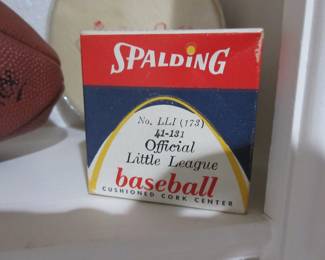 SPALDING
No. LLI (173)
41-131
Official
Little League
baseball
CUSHIONED CORK CENTER